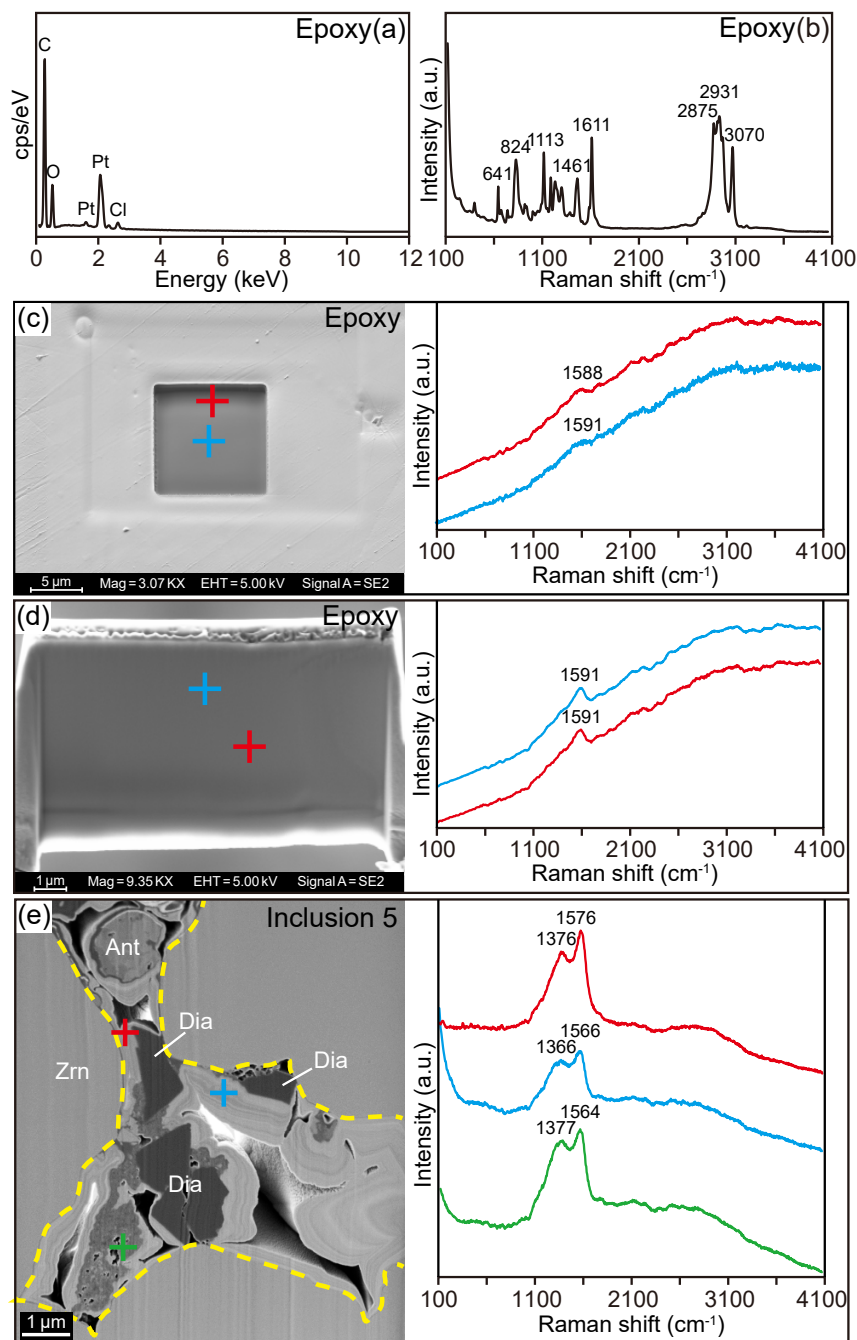 Epoxy(a)
cps/eV
C
O
Pt
Pt
Cl
0 2 4 6 8 10 12
Energy (keV)
Epoxy(b)
Intensity (a.u.)
641
824
1113
1461
1611
2875
2931
3070
100 1100 2100 3100 4100
Raman shift (cm⁻¹)
(c)
Epoxy
5 µm Mag = 3.07 KX EHT = 5.00 kV Signal A = SE2
Intensity (a.u.)
1588
1591
100 1100 2100 3100 4100
Raman shift (cm⁻¹)
(d)
Epoxy
1 µm Mag = 9.35 KX EHT = 5.00 kV Signal A = SE2
Intensity (a.u.)
1591
1591
100 1100 2100 3100 4100
Raman shift (cm⁻¹)
(e)
Inclusion 5
Ant
Dia
Dia
Zrn
Dia
1 µm
Intensity (a.u.)
1576
1376
1566
1366
1564
1377
100 1100 2100 3100 4100
Raman shift (cm⁻¹)